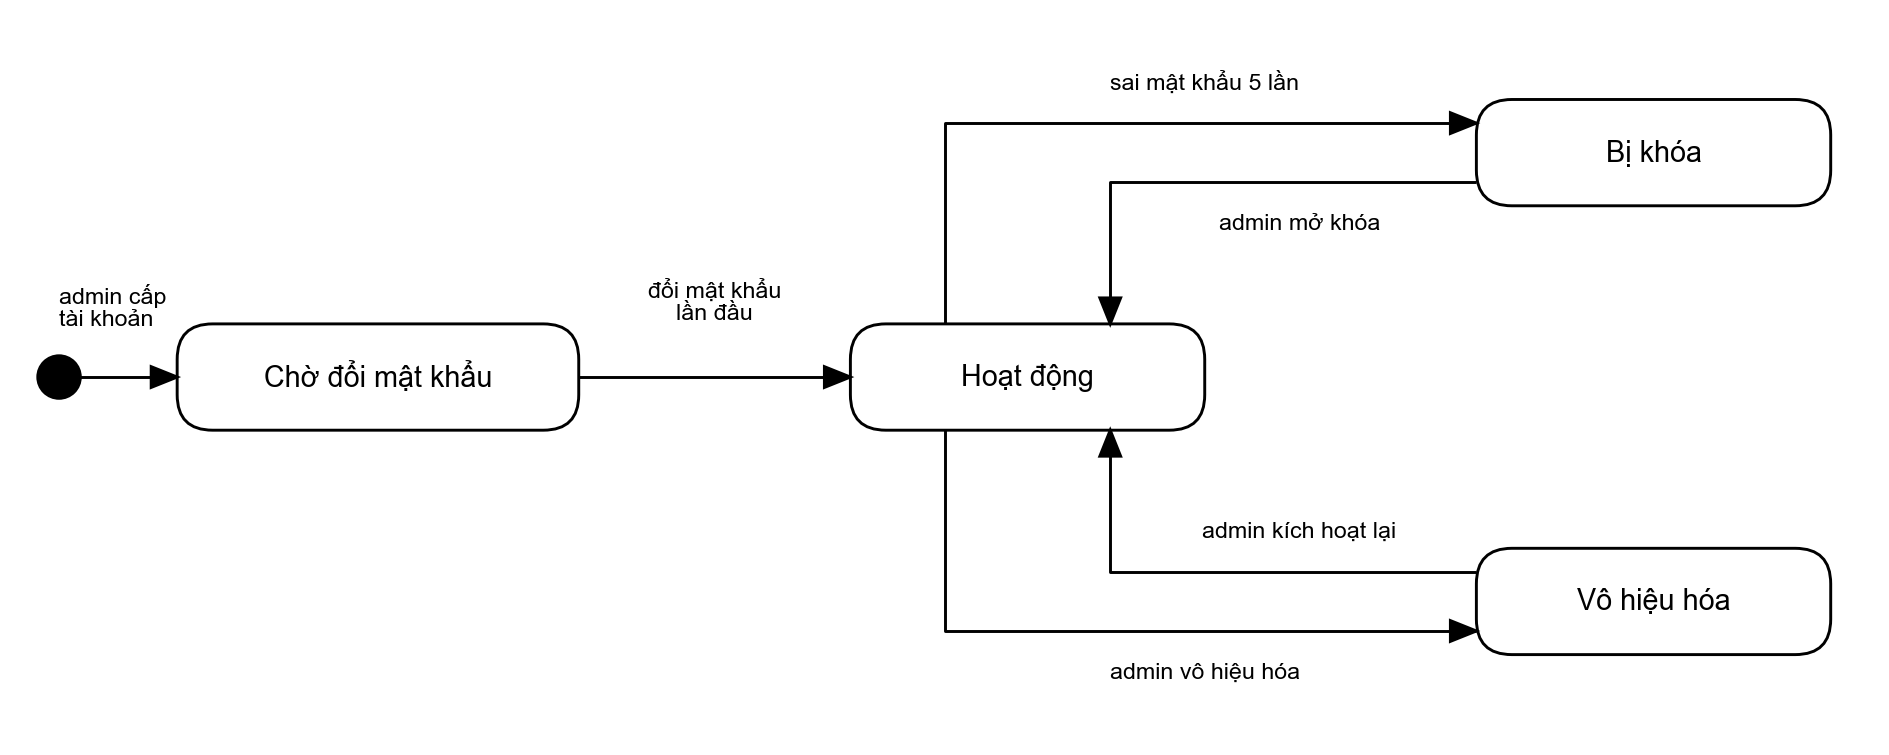 sai mật khẩu 5 lần
Bị khóa
admin mở khóa
admin cấp
tài khoản
đổi mật khẩu
lần đầu
Chờ đổi mật khẩu
Hoạt động
admin kích hoạt lại
Vô hiệu hóa
admin vô hiệu hóa